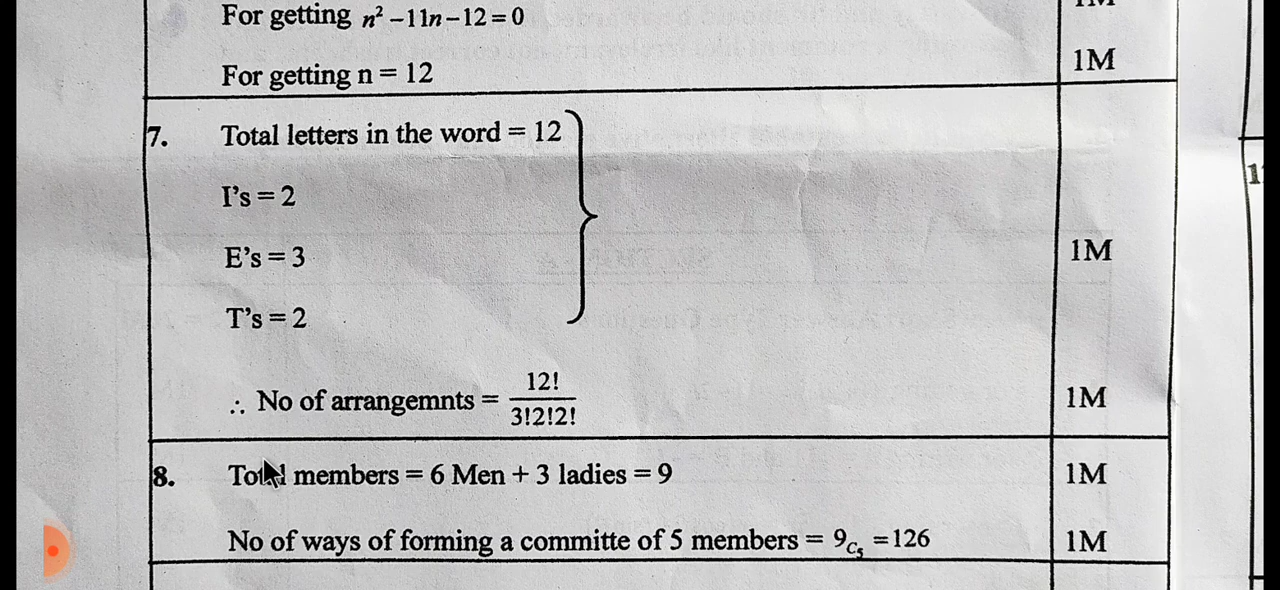 For getting n² – 11n – 12 = 0
For getting n = 12
1M
7. Total letters in the word = 12
I's = 2
E's = 3
1M
T's = 2
∴ No of arrangemnts = 12! / 3!2!2!
1M
8. Total members = 6 Men + 3 ladies = 9
1M
No of ways of forming a committe of 5 members = 9c₅ = 126
1M